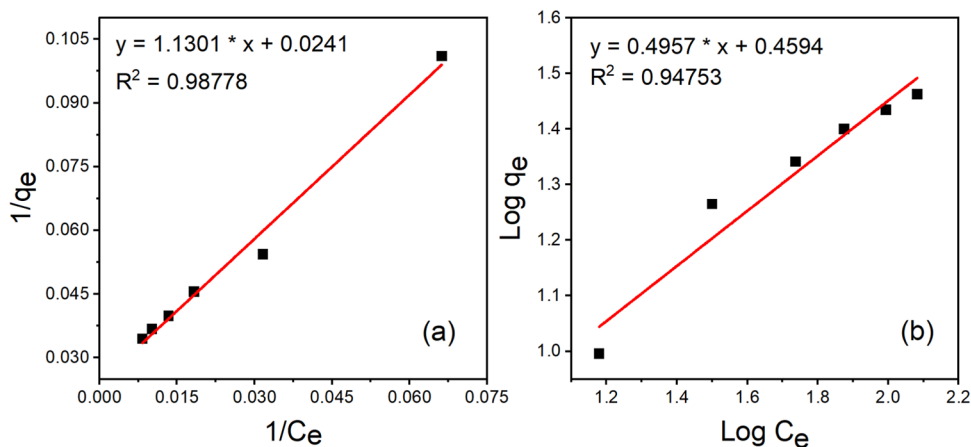 y = 1.1301 * x + 0.0241
R² = 0.98778
0.105
0.090
0.075
0.060
0.045
0.030
1/qe
(a)
0.000
0.015
0.030
0.045
0.060
0.075
1/Ce
y = 0.4957 * x + 0.4594
R² = 0.94753
1.6
1.5
1.4
1.3
1.2
1.1
1.0
Log qe
(b)
1.2
1.4
1.6
1.8
2.0
2.2
Log Ce